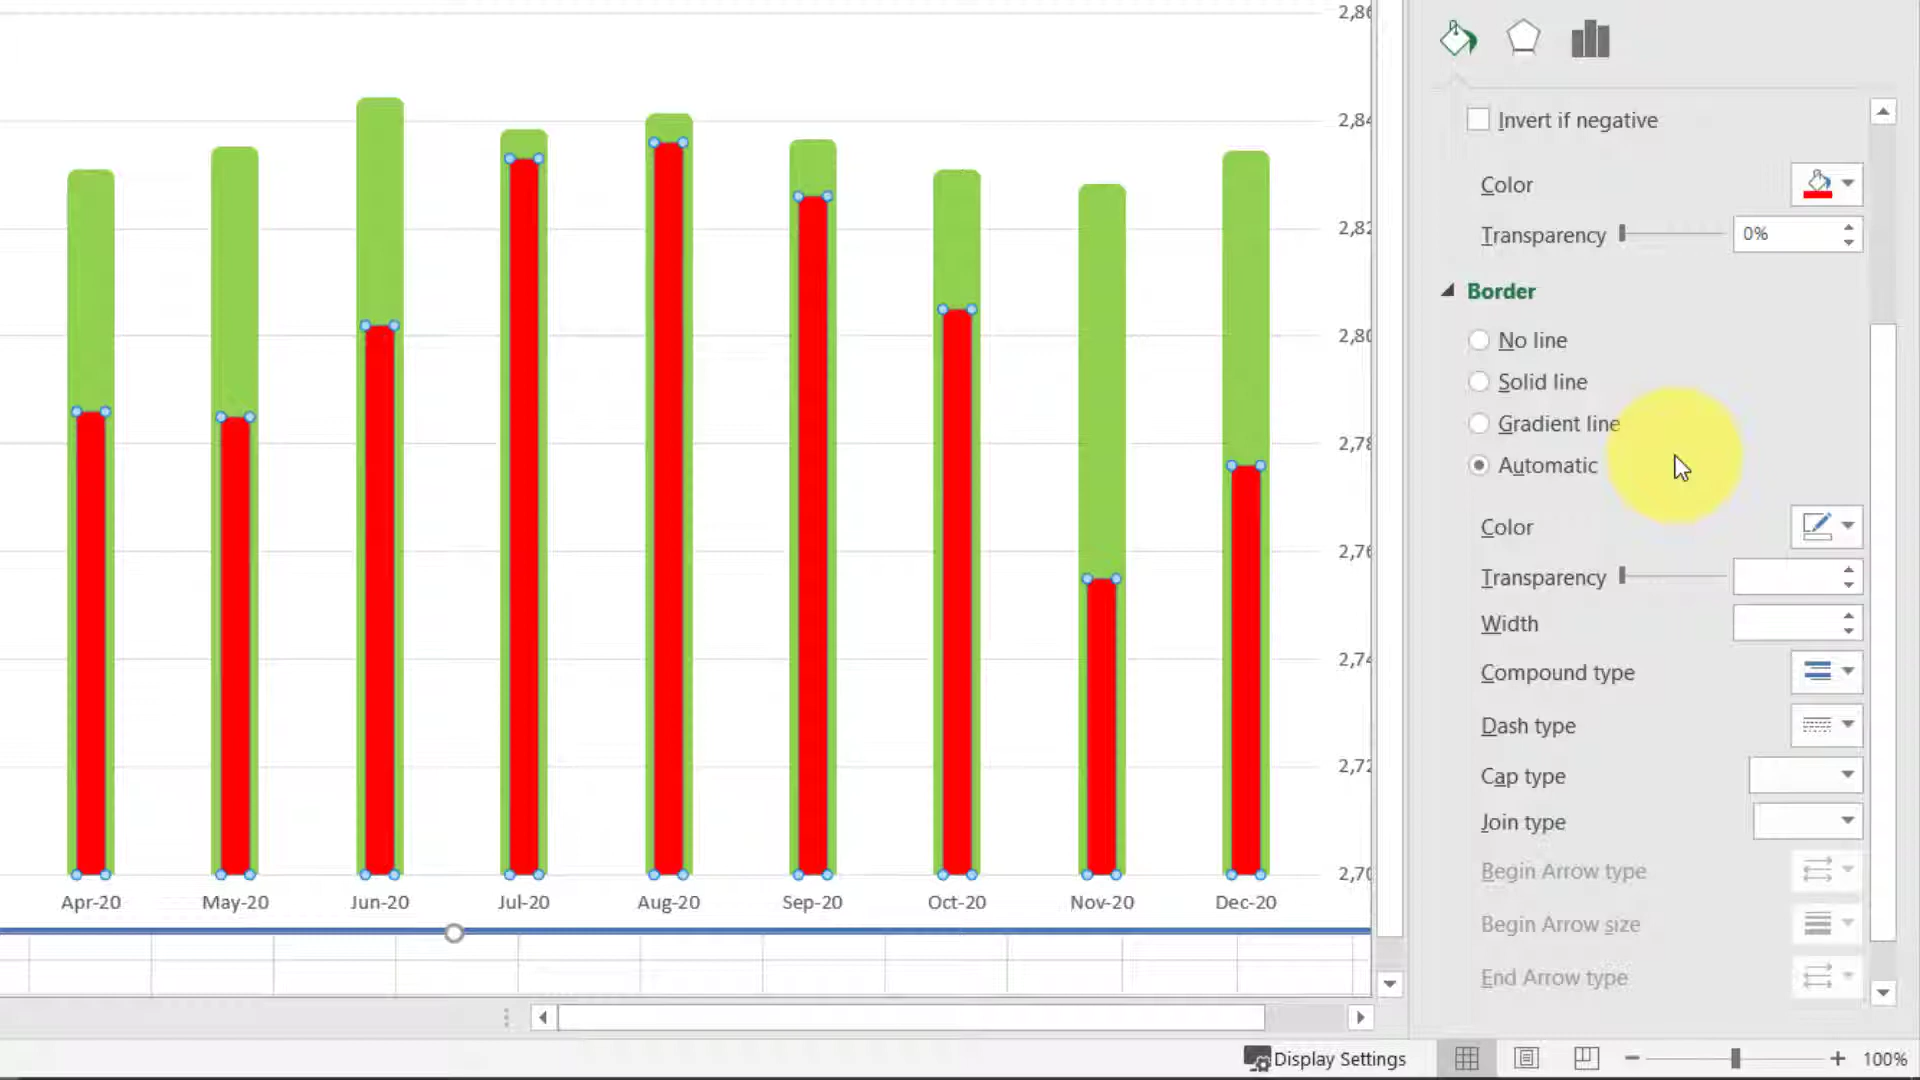 2,86
2,84
2,82
2,80
2,78
2,76
2,74
2,72
2,70
Apr-20 May-20 Jun-20 Jul-20 Aug-20 Sep-20 Oct-20 Nov-20 Dec-20
Invert if negative
Color
Transparency 0%
Border
No line
Solid line
Gradient line
Automatic
Color
Transparency
Width
Compound type
Dash type
Cap type
Join type
Begin Arrow type
Begin Arrow size
End Arrow type
Display Settings 100%